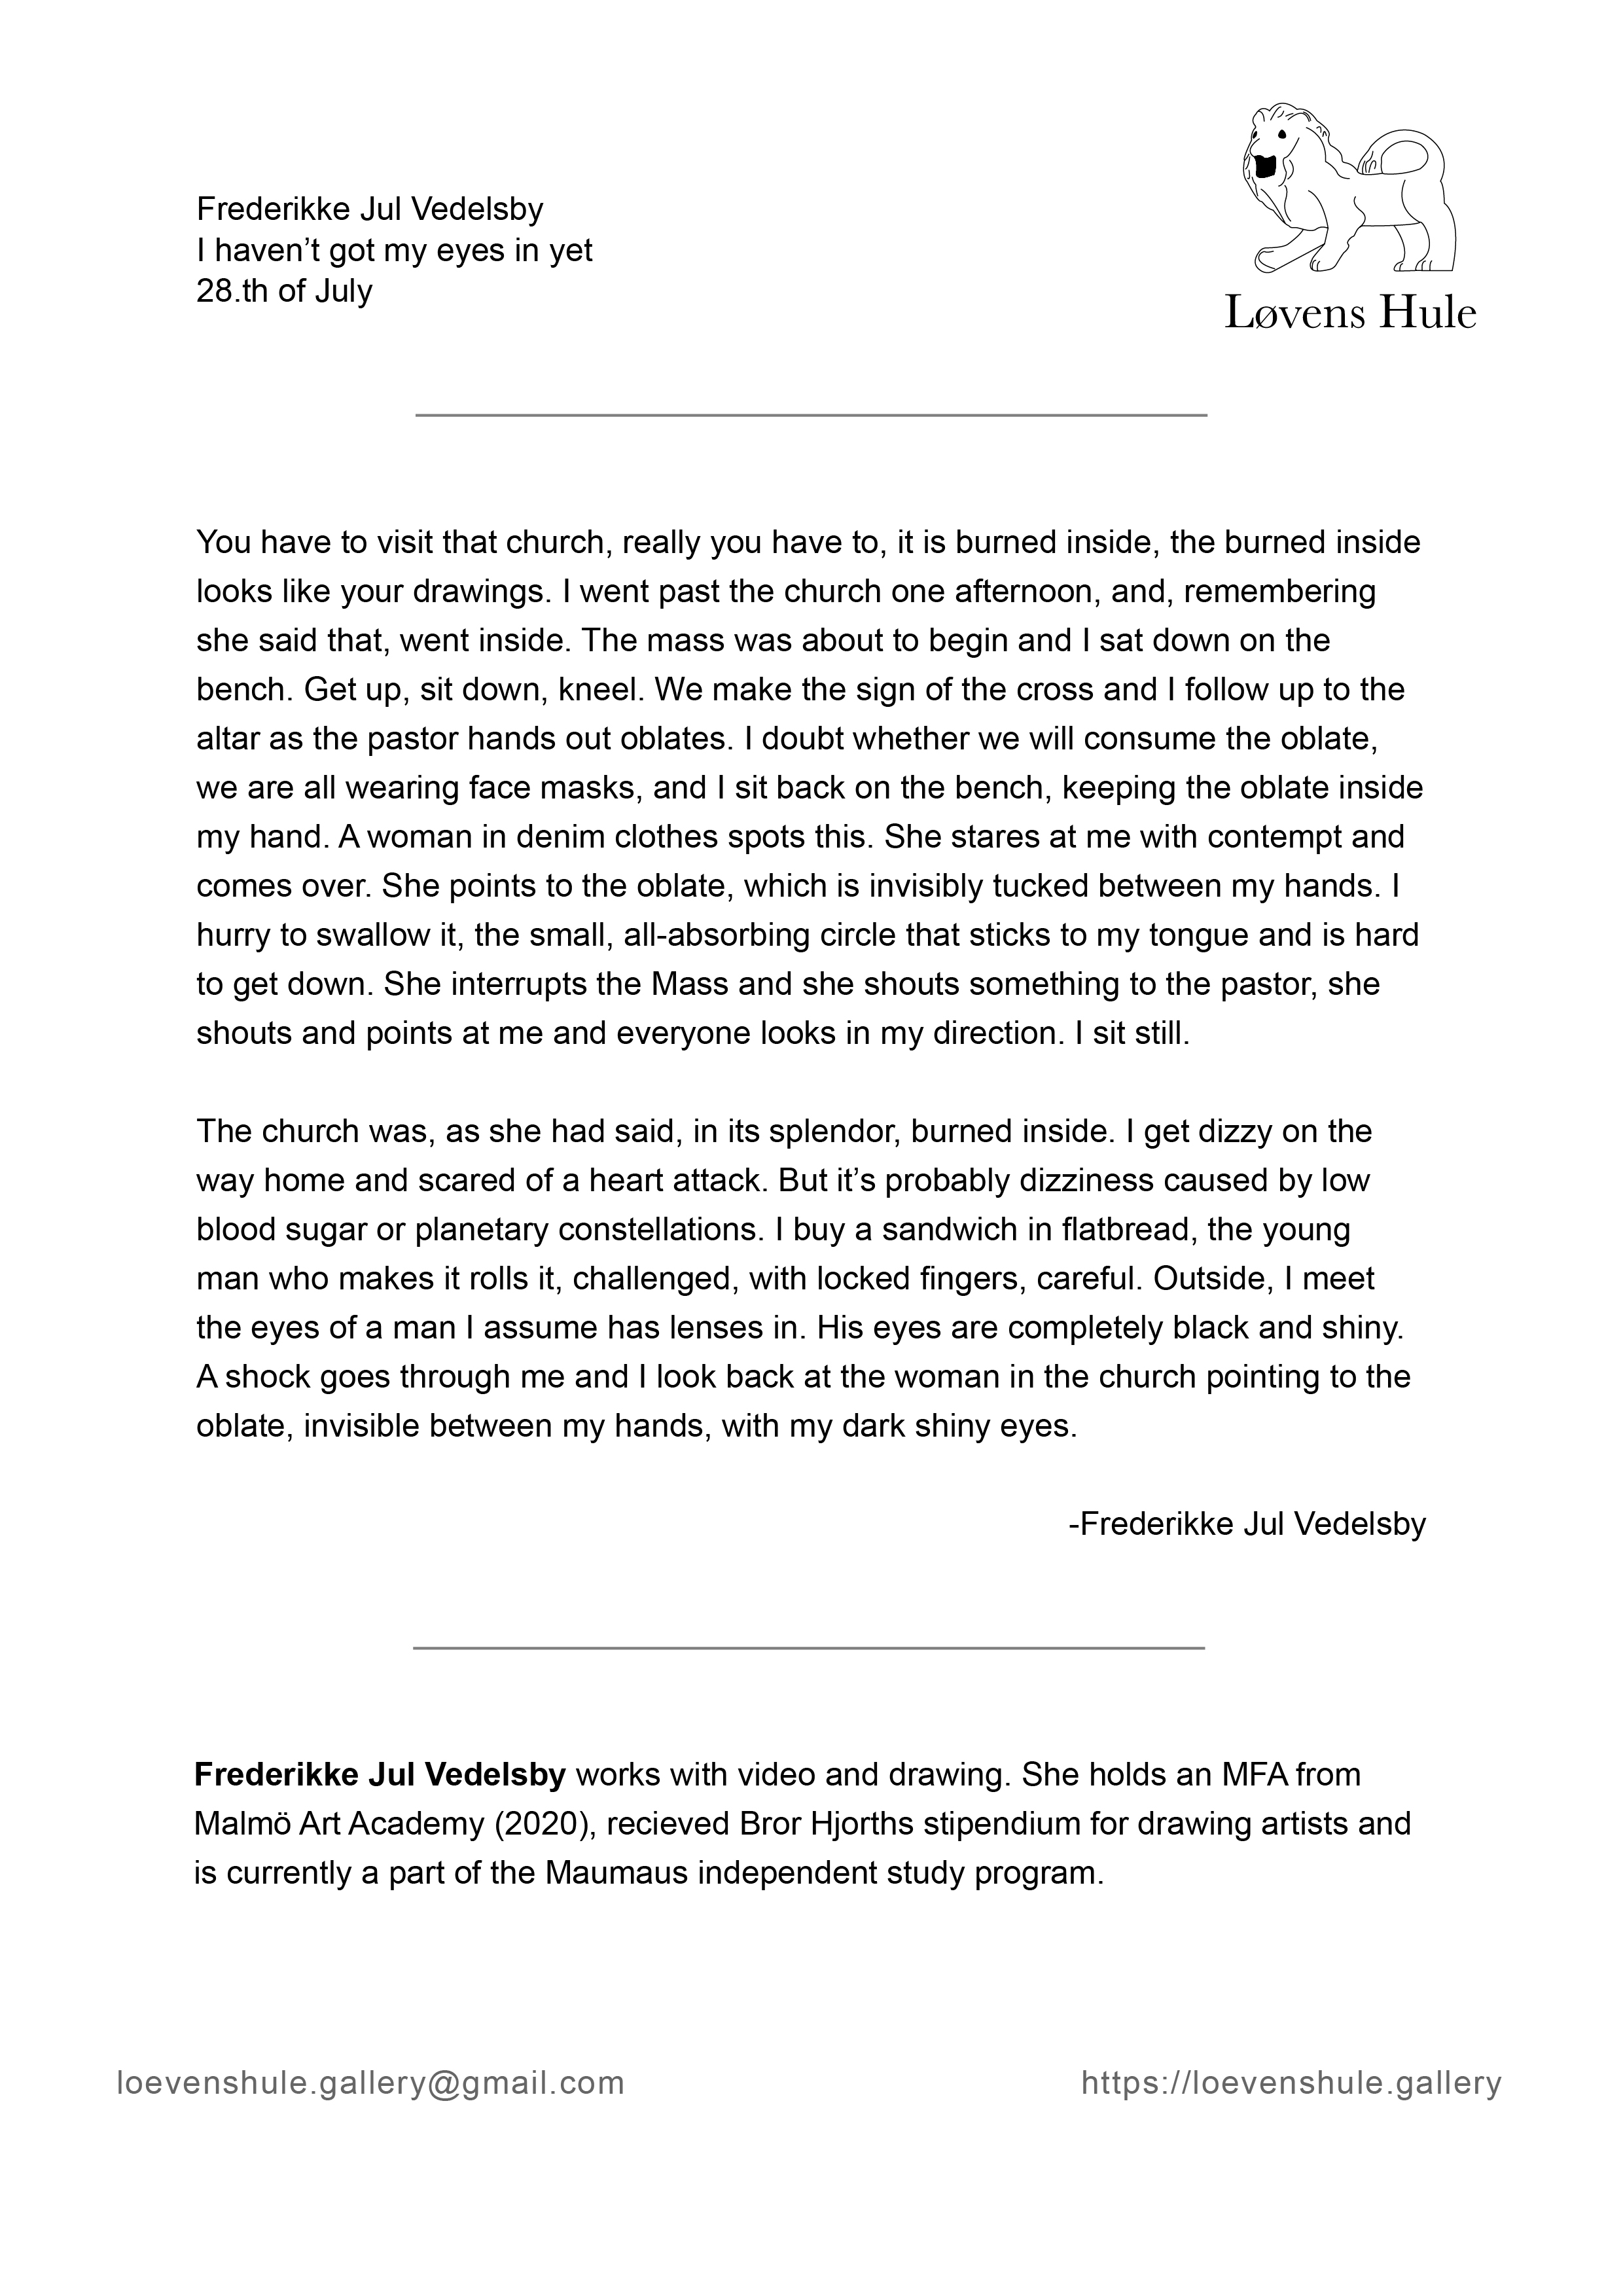 Frederikke Jul Vedelsby
I haven’t got my eyes in yet
28.th of July
Løvens Hule
You have to visit that church, really you have to, it is burned inside, the burned inside
looks like your drawings. I went past the church one afternoon, and, remembering
she said that, went inside. The mass was about to begin and I sat down on the
bench. Get up, sit down, kneel. We make the sign of the cross and I follow up to the
altar as the pastor hands out oblates. I doubt whether we will consume the oblate,
we are all wearing face masks, and I sit back on the bench, keeping the oblate inside
my hand. A woman in denim clothes spots this. She stares at me with contempt and
comes over. She points to the oblate, which is invisibly tucked between my hands. I
hurry to swallow it, the small, all-absorbing circle that sticks to my tongue and is hard
to get down. She interrupts the Mass and she shouts something to the pastor, she
shouts and points at me and everyone looks in my direction. I sit still.
The church was, as she had said, in its splendor, burned inside. I get dizzy on the
way home and scared of a heart attack. But it’s probably dizziness caused by low
blood sugar or planetary constellations. I buy a sandwich in flatbread, the young
man who makes it rolls it, challenged, with locked fingers, careful. Outside, I meet
the eyes of a man I assume has lenses in. His eyes are completely black and shiny.
A shock goes through me and I look back at the woman in the church pointing to the
oblate, invisible between my hands, with my dark shiny eyes.
-Frederikke Jul Vedelsby
Frederikke Jul Vedelsby works with video and drawing. She holds an MFA from
Malmö Art Academy (2020), recieved Bror Hjorths stipendium for drawing artists and
is currently a part of the Maumaus independent study program.
loevenshule.gallery@gmail.com
https://loevenshule.gallery